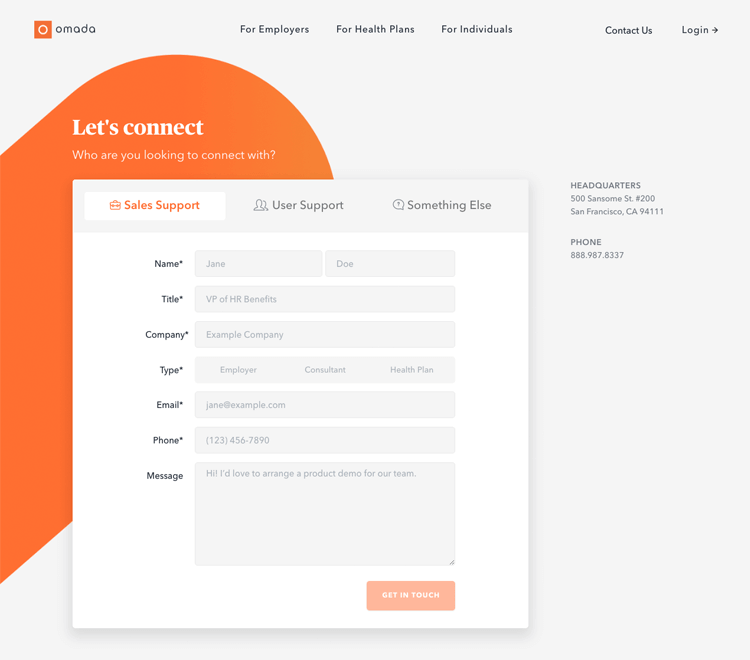 omada
For Employers For Health Plans For Individuals Contact Us Login →
Let's connect
Who are you looking to connect with?
Sales Support User Support Something Else
Name* Jane Doe
Title* VP of HR Benefits
Company* Example Company
Type* Employer Consultant Health Plan
Email* jane@example.com
Phone* (123) 456-7890
Message Hi! I'd love to arrange a product demo for our team.
GET IN TOUCH
HEADQUARTERS
500 Sansome St. #200
San Francisco, CA 94111
PHONE
888.987.8337